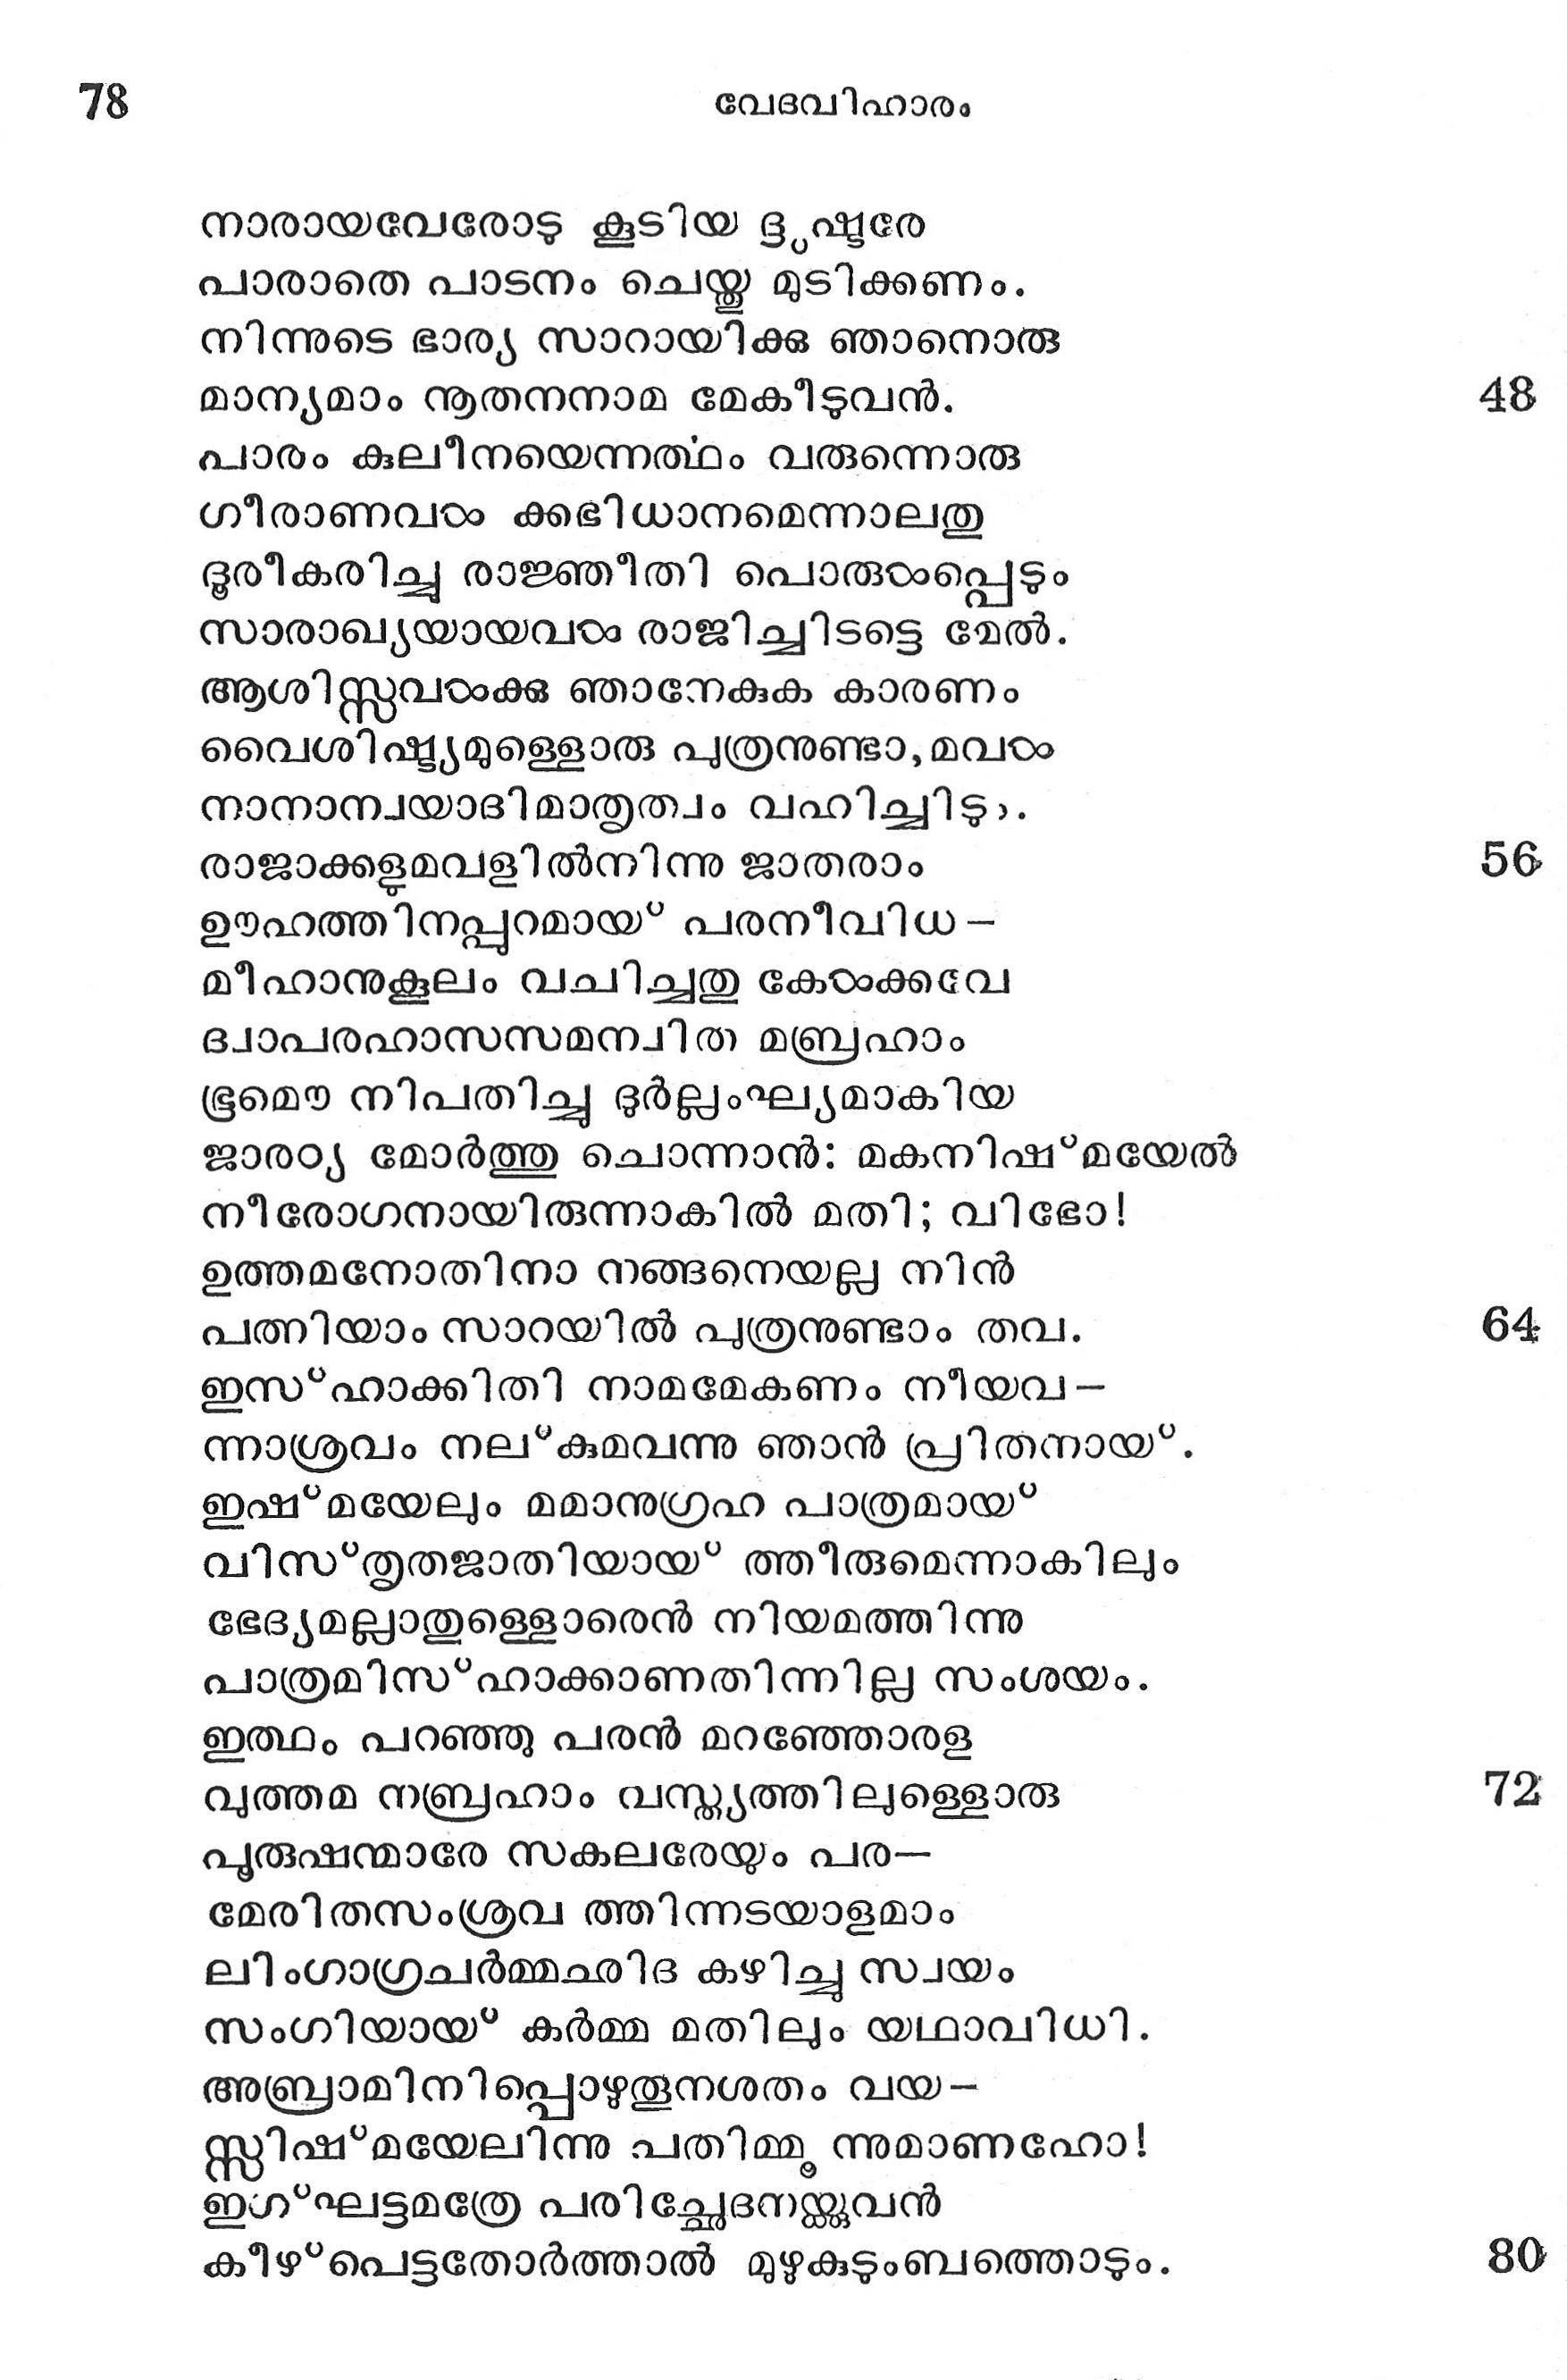 78
വേദവിഹാരം
നാരായവേരോടു കൂടിയ ദ്ദുഷ്ടരേ
പാരാതെ പാടനം ചെയ്തു മുടിക്കണം.
നിന്നുടെ ഭാര്യ സാറായിക്കു ഞാനൊരു
മാന്യമാം നൂതനനാമ മേകീടുവൻ. 48
പാരം കുലീനയെന്നൎത്ഥം വരുന്നൊരു
ഗീരാണവൾ ക്കഭിധാനമെന്നാലതു
ദൂരീകരിച്ചു രാജ്ഞീതി പൊരുൾപ്പെടും
സാരാഖ്യയായവൾ രാജിച്ചിടട്ടെ മേൽ.
ആശിസ്സവൾക്കു ഞാനേകുക കാരണം
വൈശിഷ്ട്യമുള്ളൊരു പുത്രനുണ്ടാ,മവൾ
നാനാന്വയാദിമാതൃത്വം വഹിച്ചിടും.
രാജാക്കളുമവളിൽനിന്നു ജാതരാം 56
ഊഹത്തിനപ്പുറമായ് പരനീവിധ-
മീഹാനുകൂലം വചിച്ചതു കേൾക്കവേ
ദ്വാപരഹാസസമന്വിത മബ്രഹാം
ഭൂമൌ നിപതിച്ചു ദുർല്ലംഘ്യമാകിയ
ജാരഠ്യ മോർത്തു ചൊന്നാൻ: മകനിഷ്മയേൽ
നീരോഗനായിരുന്നാകിൽ മതി; വിഭോ!
ഉത്തമനോതിനാ നങ്ങനെയല്ല നിൻ
പത്നിയാം സാറയിൽ പുത്രനുണ്ടാം തവ. 64
ഇസ്ഹാക്കിതി നാമമേകണം നീയവ-
ന്നാശ്രവം നല്കുമവന്നു ഞാൻ പ്രിതനായ്.
ഇഷ്മയേലും മമാനുഗ്രഹ പാത്രമായ്
വിസ്തൃതജാതിയായ് ത്തീരുമെന്നാകിലും
ഭേദ്യമല്ലാതുള്ളൊരെൻ നിയമത്തിന്നു
പാത്രമിസ്ഹാക്കാണതിന്നില്ല സംശയം.
ഇത്ഥം പറഞ്ഞു പരൻ മറഞ്ഞോരള
വുത്തമ നബ്രഹാം വസ്ത്യത്തിലുള്ളൊരു 72
പൂരുഷന്മാരേ സകലരേയും പര-
മേരിതസംശ്രവ ത്തിന്നടയാളമാം
ലിംഗാഗ്രചർമ്മഛിദ കഴിച്ചു സ്വയം
സംഗിയായ് കർമ്മ മതിലും യഥാവിധി.
അബ്രാമിനിപ്പൊഴുതൂനശതം വയ-
സ്സിഷ്മയേലിന്നു പതിമ്മൂ ന്നുമാണഹോ!
ഇഗ്ഘട്ടമത്രേ പരിച്ഛേദനയ്ക്കുവൻ
കീഴ്പെട്ടതോർത്താൽ മുഴുകുടുംബത്തൊടും. 80